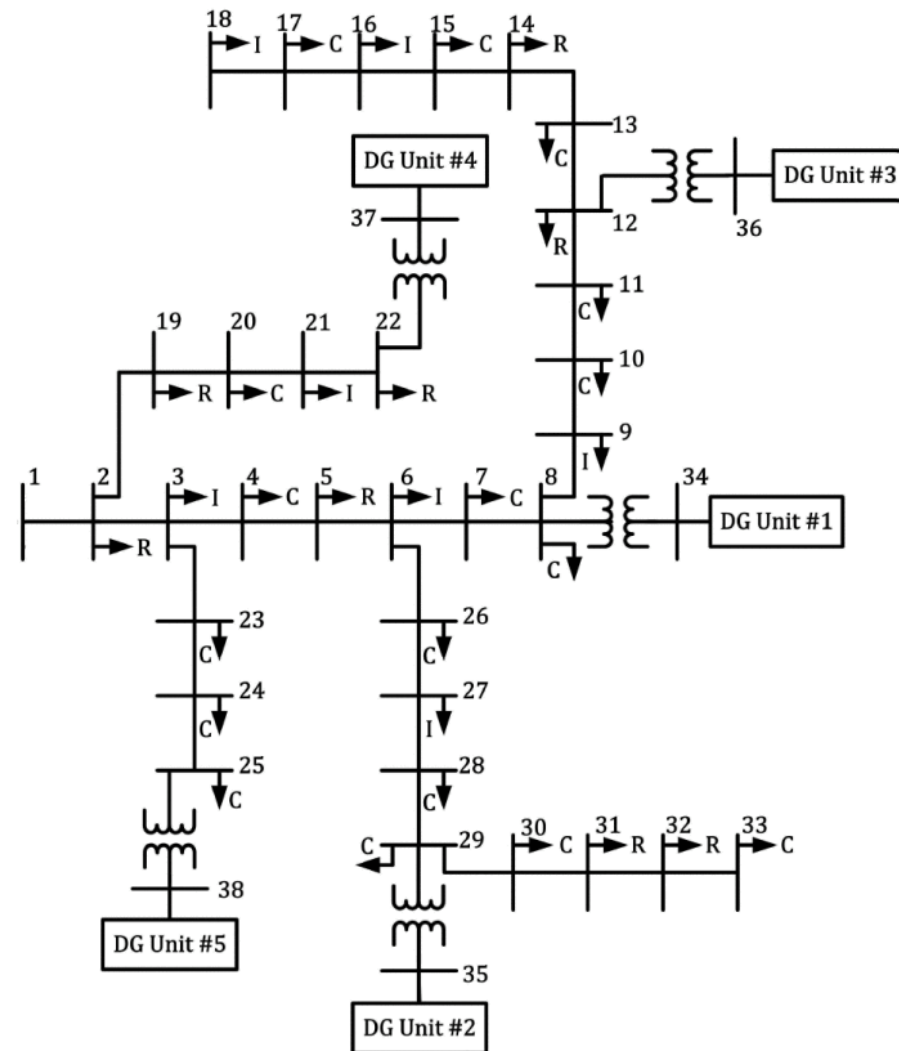 18 17 16 15 14
I C I C R
13
C
DG Unit #4
DG Unit #3
37
12
36
R
11
C
19 20 21 22
10
R C I R
C
9
I
1 2 3 4 5 6 7 8 34
I C R I C
DG Unit #1
R
C
23 26
C C
24 27
C I
25 28
C C
29
C
30 31 32 33
C R R C
38
DG Unit #5
35
DG Unit #2